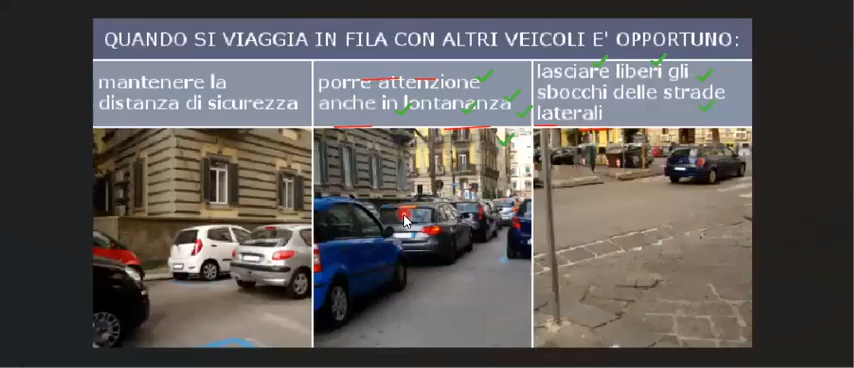 QUANDO SI VIAGGIA IN FILA CON ALTRI VEICOLI E' OPPORTUNO:
mantenere la
distanza di sicurezza
porre attenzione
anche in lontananza
lasciare liberi gli
sbocchi delle strade
laterali